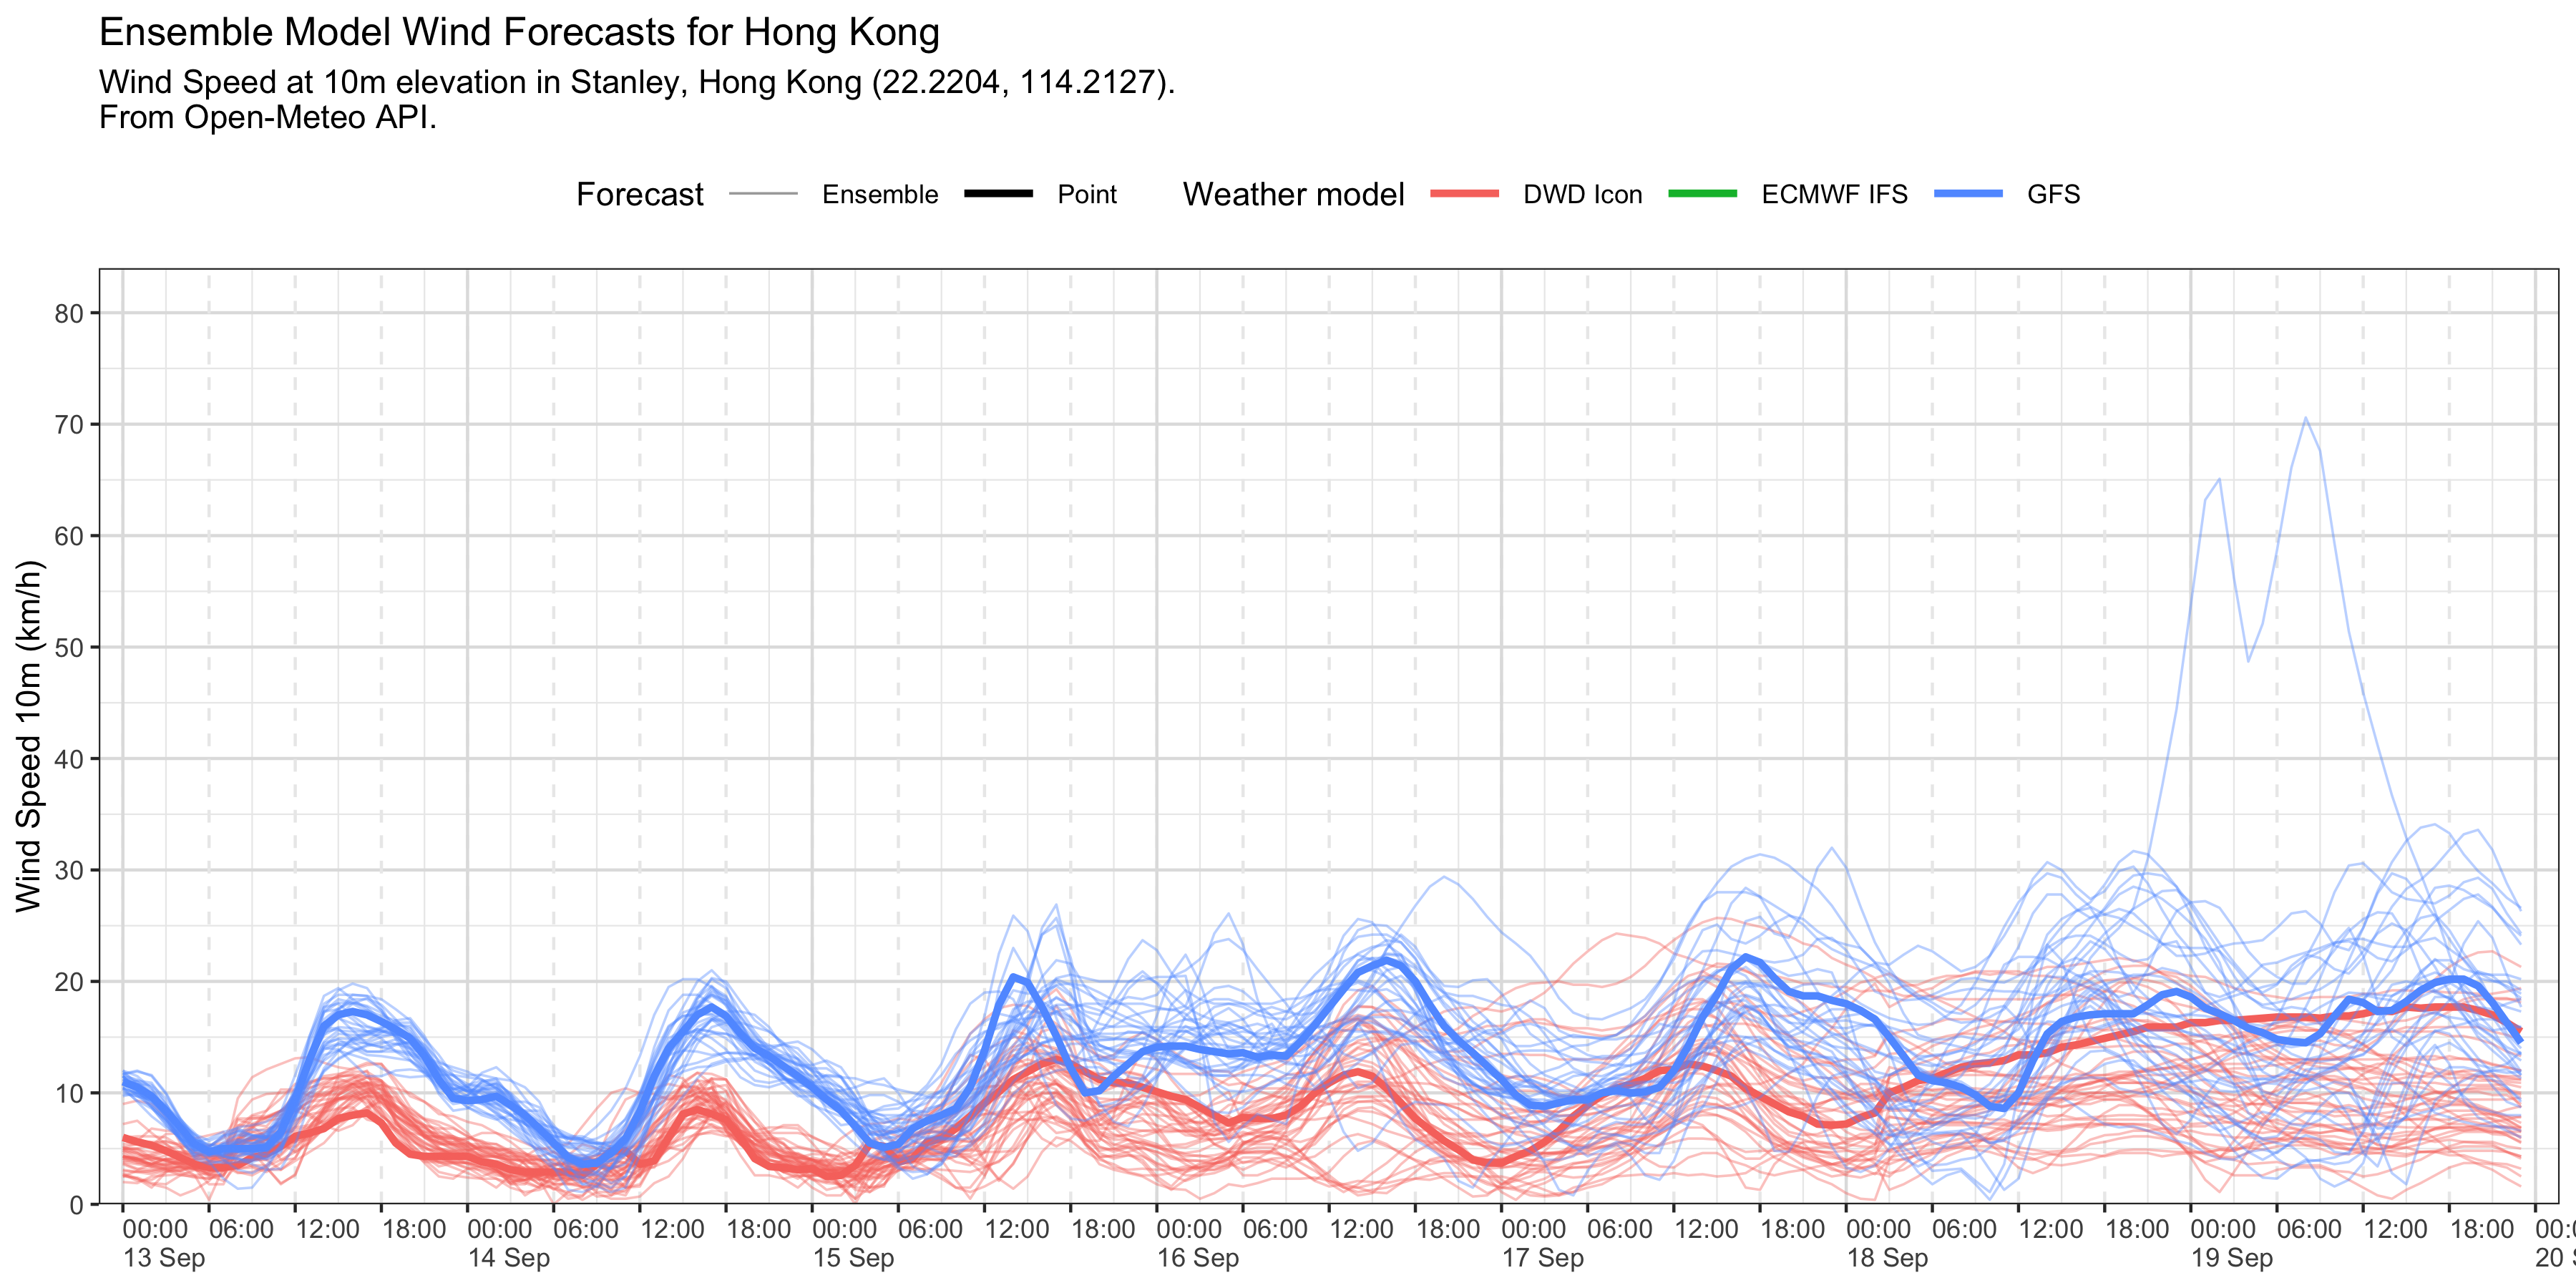 Ensemble Model Wind Forecasts for Hong Kong
Wind Speed at 10m elevation in Stanley, Hong Kong (22.2204, 114.2127).
From Open-Meteo API.
Forecast Ensemble Point Weather model DWD Icon ECMWF IFS GFS
Wind Speed 10m (km/h)
80
70
60
50
40
30
20
10
0
00:00 06:00 12:00 18:00 00:00 06:00 12:00 18:00 00:00 06:00 12:00 18:00 00:00 06:00 12:00 18:00 00:00 06:00 12:00 18:00 00:00 06:00 12:00 18:00 00:00 06:00 12:00 18:00
13 Sep 14 Sep 15 Sep 16 Sep 17 Sep 18 Sep 19 Sep 20